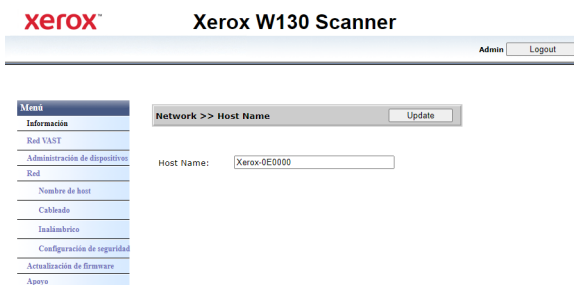 xerox™
Xerox W130 Scanner
Admin Logout
Menú
Información
Red VAST
Administración de dispositivos
Red
Nombre de host
Cableado
Inalámbrico
Configuración de seguridad
Actualización de firmware
Apoyo
Network >> Host Name Update
Host Name: Xerox-0E0000